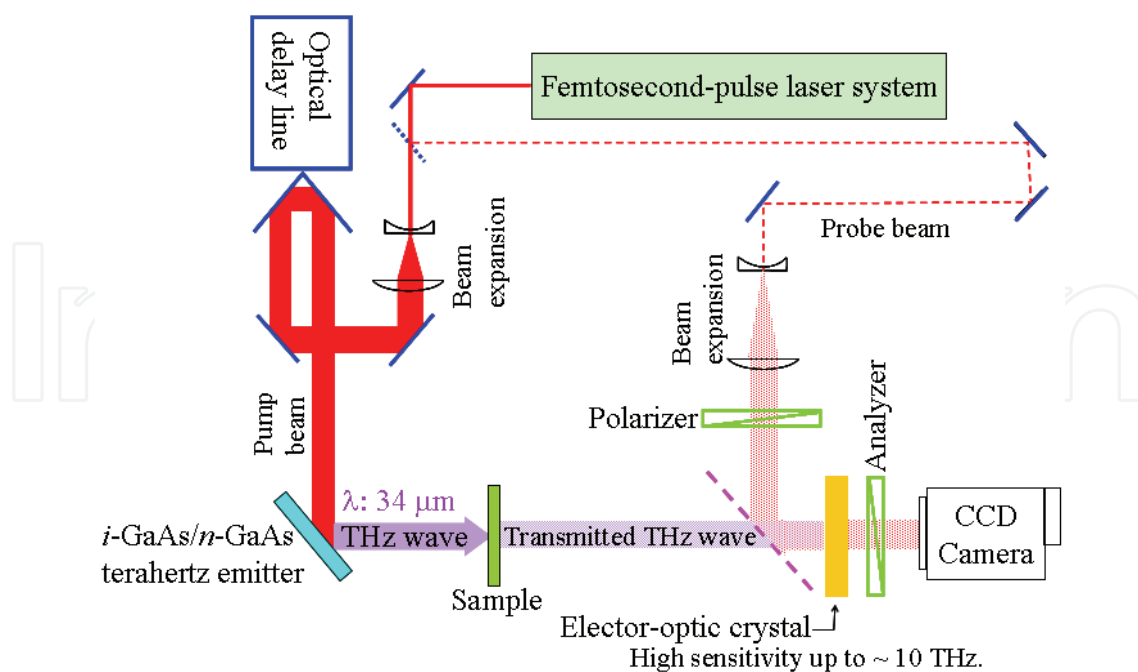 Optical
delay line
Femtosecond-pulse laser system
Beam
expansion
Probe beam
Beam
expansion
Polarizer
Analyzer
Pump
beam
λ: 34 μm
i-GaAs/n-GaAs
terahertz emitter
THz wave
Transmitted THz wave
CCD
Camera
Sample
Elector-optic crystal
High sensitivity up to ~ 10 THz.